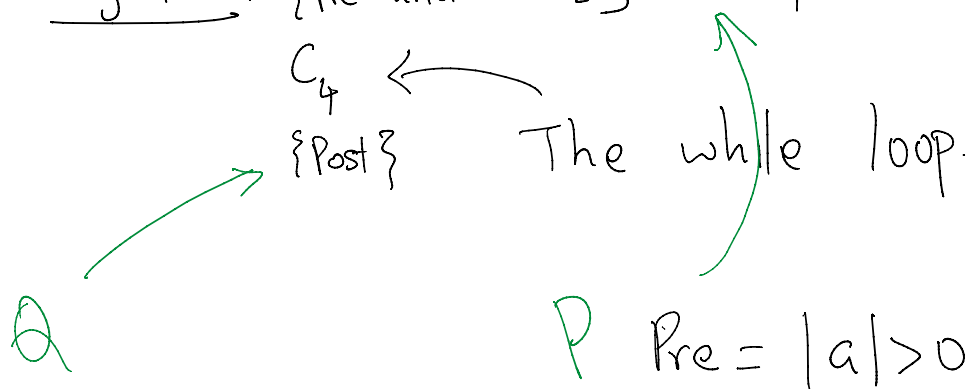 C₄
{Post} The while loop.
Q P Pre = |a| > 0